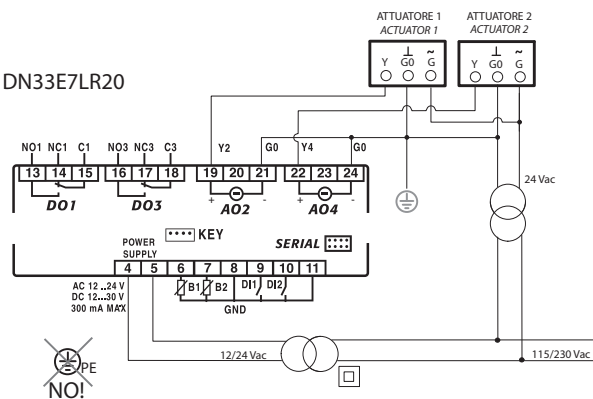 ATTUATORE 1 ATTUATORE 2
ACTUATOR 1 ACTUATOR 2
Y G0 G Y G0 G
~ ~
DN33E7LR20
NO1 NC1 C1 NO3 NC3 C3 Y2 G0 Y4 G0
13 14 15 16 17 18 19 20 21 22 23 24
DO1 DO3 + AO2 - + AO4 -
24 Vac
KEY
SERIAL
POWER
SUPPLY
4 5 6 7 8 9 10 11
AC 12 ..24 V
DC 12...30 V
300 mA MAX
B1 B2 DI1 DI2
GND
12/24 Vac 115/230 Vac
PE
NO!